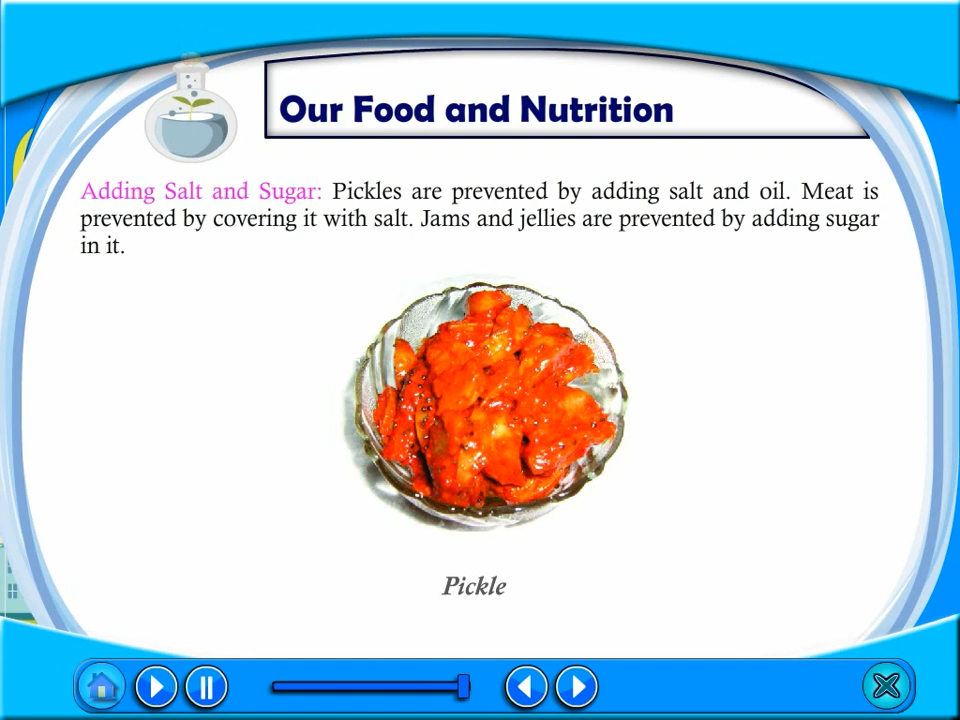 Our Food and Nutrition
Adding Salt and Sugar: Pickles are prevented by adding salt and oil. Meat is
prevented by covering it with salt. Jams and jellies are prevented by adding sugar
in it.
Pickle